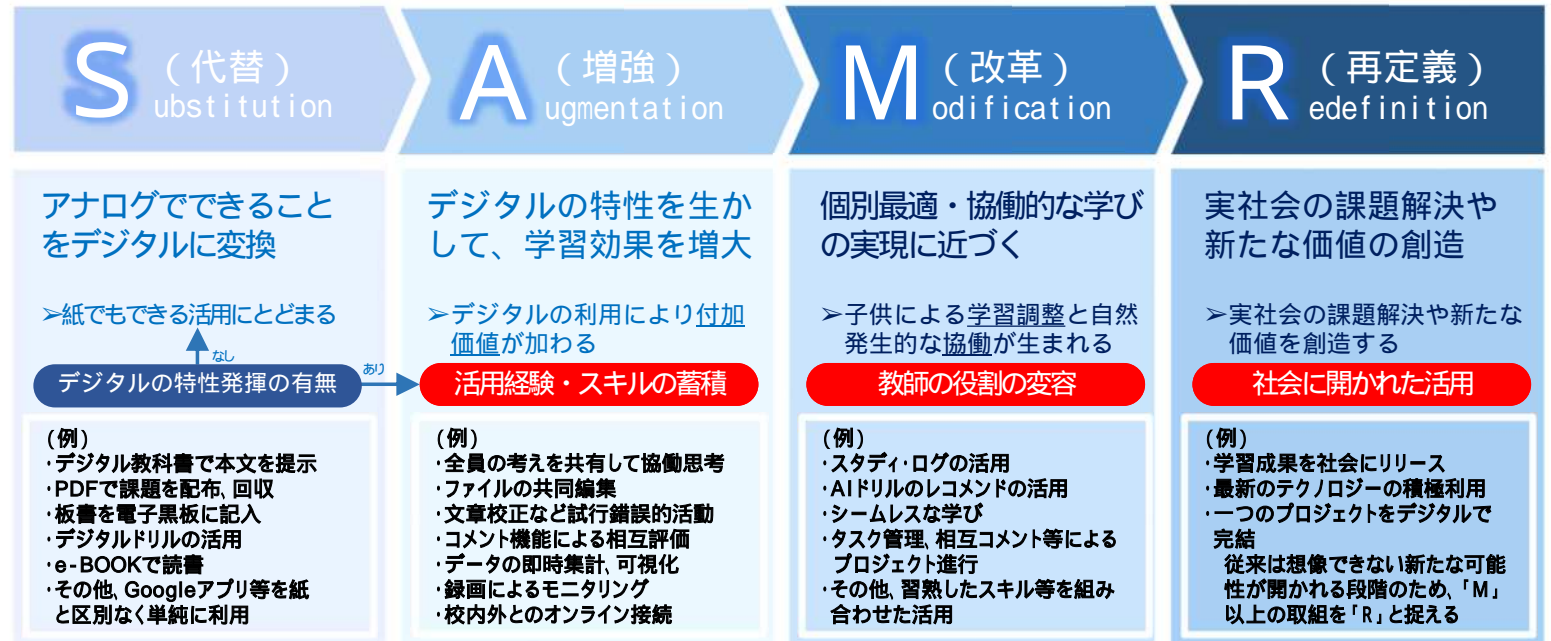 S（代替）
ubstitution
アナログでできること
をデジタルに変換
➢紙でもできる活用にとどまる
なし
デジタルの特性発揮の有無
あり
（例）
・デジタル教科書で本文を提示
・PDFで課題を配布、回収
・板書を電子黒板に記入
・デジタルドリルの活用
・e-BOOKで読書
・その他、Googleアプリ等を紙
と区別なく単純に利用
A（増強）
ugmentation
デジタルの特性を生か
して、学習効果を増大
➢デジタルの利用により付加
価値が加わる
活用経験・スキルの蓄積
（例）
・全員の考えを共有して協働思考
・ファイルの共同編集
・文章校正など試行錯誤的活動
・コメント機能による相互評価
・データの即時集計、可視化
・録画によるモニタリング
・校内外とのオンライン接続
M（改革）
odification
個別最適・協働的な学び
の実現に近づく
➢子供による学習調整と自然
発生的な協働が生まれる
教師の役割の変容
（例）
・スタディ・ログの活用
・AIドリルのレコメンドの活用
・シームレスな学び
・タスク管理、相互コメント等による
プロジェクト進行
・その他、習熟したスキル等を組み
合わせた活用
R（再定義）
edefinition
実社会の課題解決や
新たな価値の創造
➢実社会の課題解決や新たな
価値を創造する
社会に開かれた活用
（例）
・学習成果を社会にリリース
・最新のテクノロジーの積極利用
・一つのプロジェクトをデジタルで
完結
従来は想像できない新たな可能
性が開かれる段階のため、「M」
以上の取組を「R」と捉える